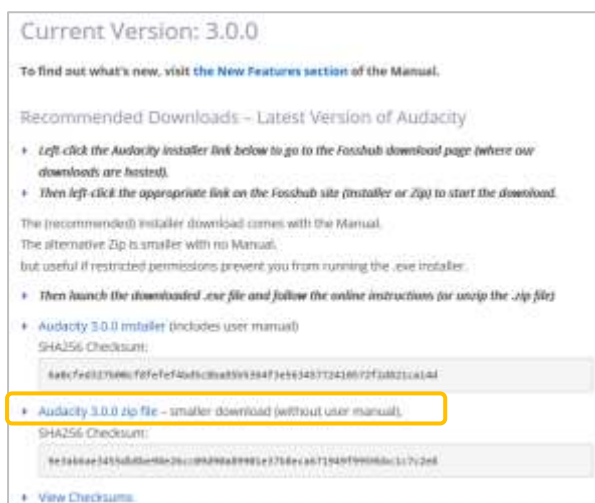 Current Version: 3.0.0
To find out what's new, visit the New Features section of the Manual.
Recommended Downloads – Latest Version of Audacity
Left-click the Audacity installer link below to go to the Fosshub download page (where our
downloads are hosted).
Then left-click the appropriate link on the Fosshub site (Installer or Zip) to start the download.
The (recommended) Installer download comes with the Manual.
The alternative Zip is smaller with no Manual.
but useful if restricted permissions prevent you from running the .exe installer.
Then launch the downloaded .exe file and follow the online instructions (or unzip the .zip file)
Audacity 3.0.0 installer (includes user manual)
SHA256 Checksum:
Audacity 3.0.0 zip file – smaller download (without user manual).
SHA256 Checksum:
View Checksums